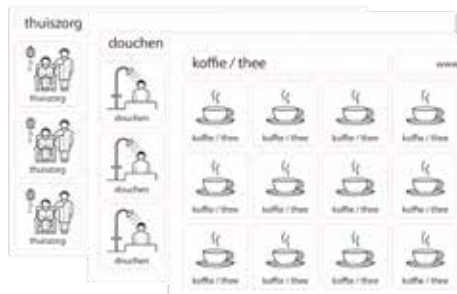 thuiszorg
thuiszorg
thuiszorg
thuiszorg
douchen
douchen
douchen
douchen
koffie / thee
www
koffie / thee koffie / thee koffie / thee koffie / thee
koffie / thee koffie / thee koffie / thee koffie / thee
koffie / thee koffie / thee koffie / thee koffie / thee